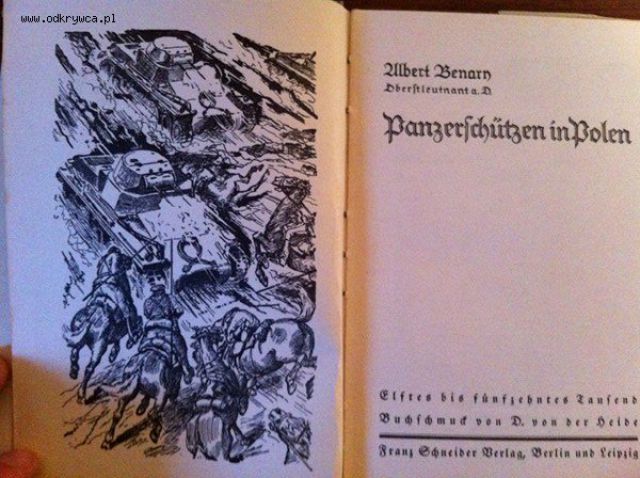 www.odkrywca.pl
Albert Benary
Oberstleutnant a. D.
Panzerschützen in Polen
Elftes bis fünfzehntes Tausend
Buchschmuck von D. von der Heide
Franz Schneider Verlag, Berlin und Leipzig